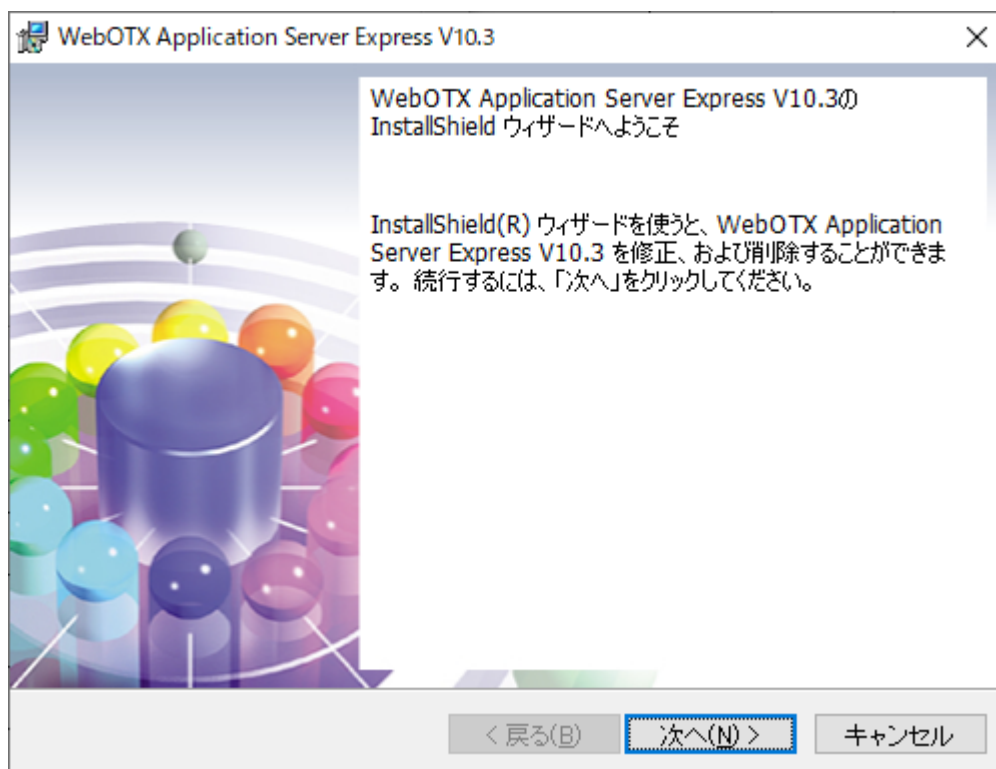 WebOTX Application Server Express V10.3
WebOTX Application Server Express V10.3の
InstallShield ウィザードへようこそ
InstallShield(R) ウィザードを使うと、WebOTX Application
Server Express V10.3 を修正、および削除することができま
す。続行するには、「次へ」をクリックしてください。
< 戻る(B)
次へ(N) >
キャンセル